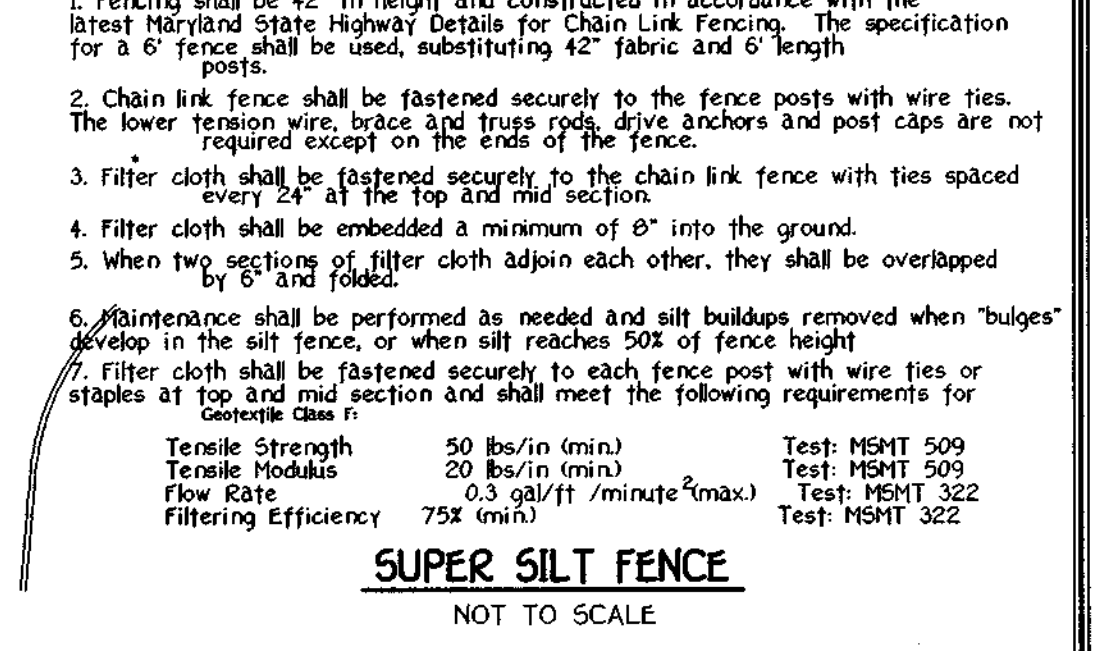 1. Fencing shall be 42" in height and constructed in accordance with the
latest Maryland State Highway Details for Chain Link Fencing. The specification
for a 6' fence shall be used, substituting 42" fabric and 6' length
posts.
2. Chain link fence shall be fastened securely to the fence posts with wire ties.
The lower tension wire, brace and truss rods, drive anchors and post caps are not
required except on the ends of the fence.
3. Filter cloth shall be fastened securely to the chain link fence with ties spaced
every 24" at the top and mid section.
4. Filter cloth shall be embedded a minimum of 8" into the ground.
5. When two sections of filter cloth adjoin each other, they shall be overlapped
by 6" and folded.
6. Maintenance shall be performed as needed and silt buildups removed when "bulges"
develop in the silt fence, or when silt reaches 50% of fence height
7. Filter cloth shall be fastened securely to each fence post with wire ties or
staples at top and mid section and shall meet the following requirements for
Geotextile Class F:
Tensile Strength 50 lbs/in (min.) Test: MSMT 509
Tensile Modulus 20 lbs/in (min.) Test: MSMT 509
Flow Rate 0.3 gal/ft /minute 2 (max.) Test: MSMT 322
Filtering Efficiency 75% (min.) Test: MSMT 322
SUPER SILT FENCE
NOT TO SCALE